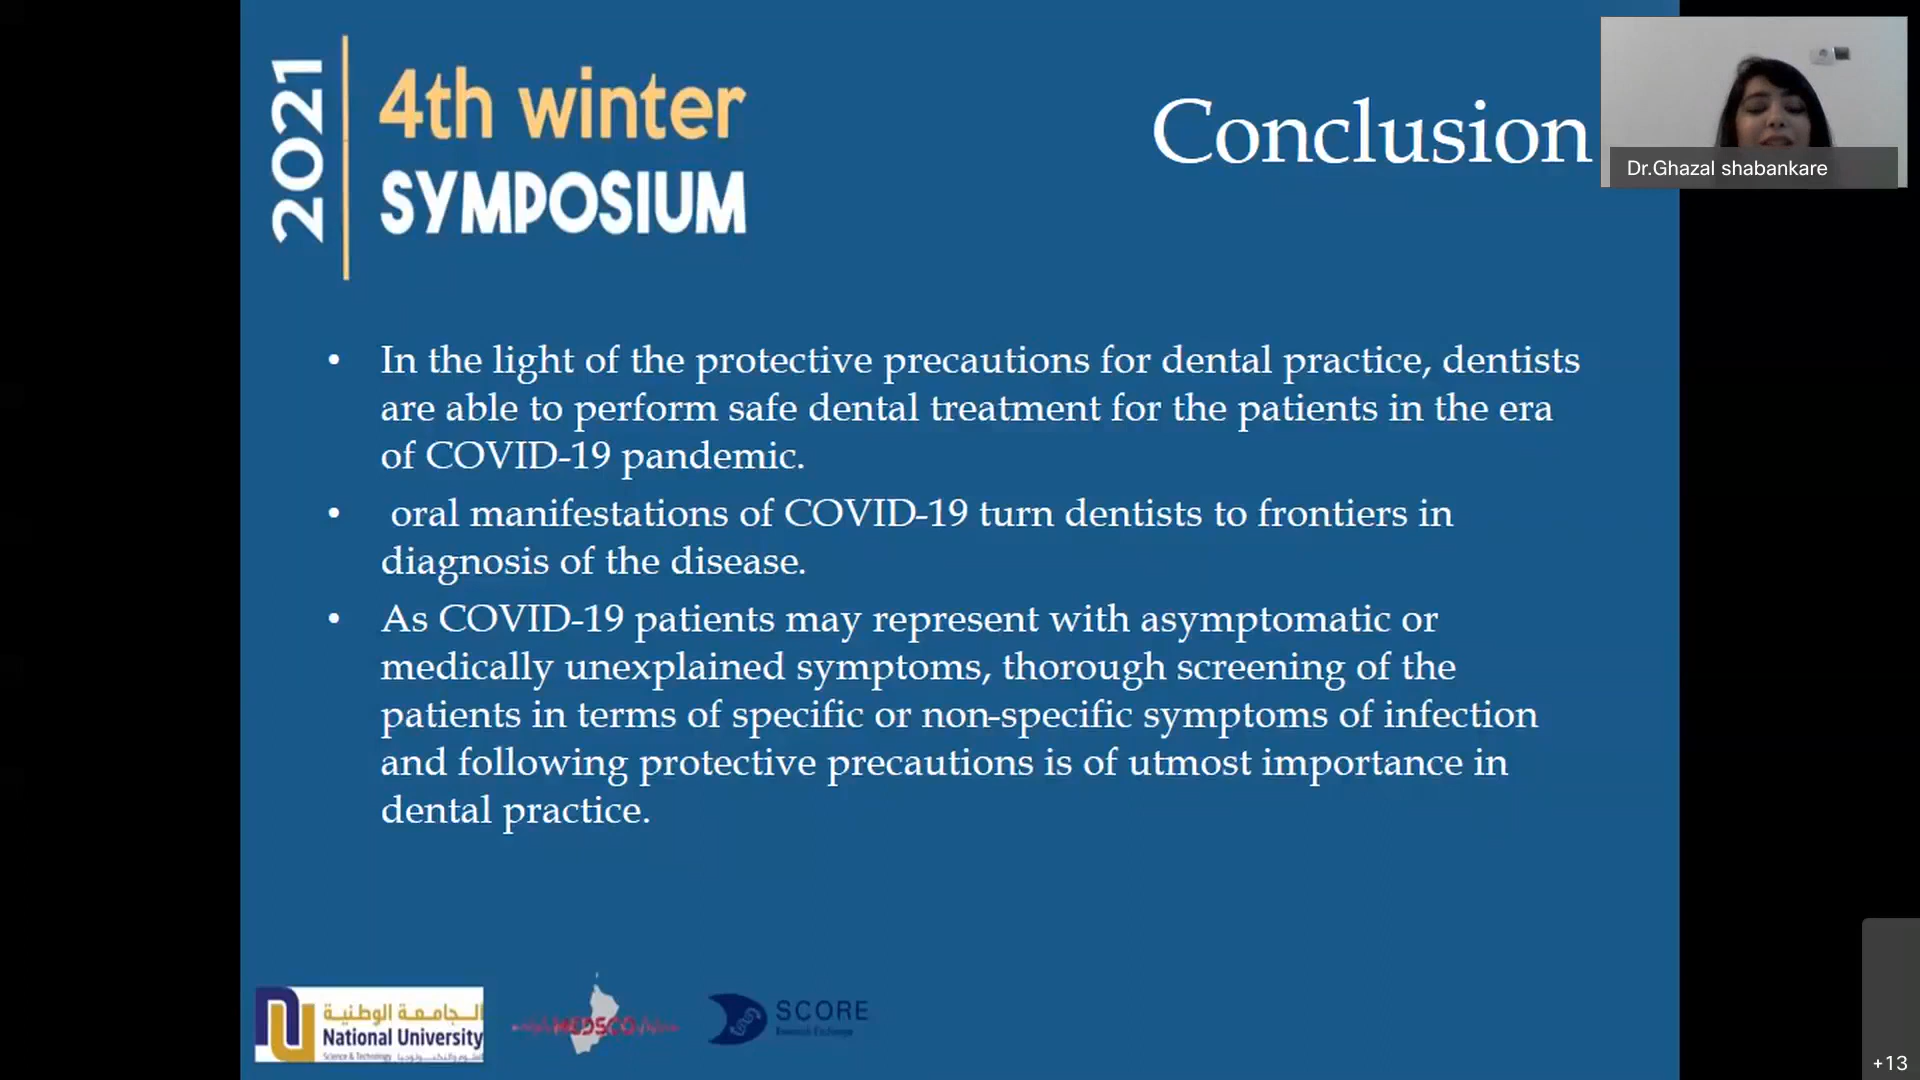 2021
4th winter
SYMPOSIUM
Conclusion
Dr.Ghazal shabankare
• In the light of the protective precautions for dental practice, dentists
are able to perform safe dental treatment for the patients in the era
of COVID-19 pandemic.
• oral manifestations of COVID-19 turn dentists to frontiers in
diagnosis of the disease.
• As COVID-19 patients may represent with asymptomatic or
medically unexplained symptoms, thorough screening of the
patients in terms of specific or non-specific symptoms of infection
and following protective precautions is of utmost importance in
dental practice.
الجامعة الوطنية
National University
Science & Technology
MEDSCO
SCORE
Research Exchange
+13